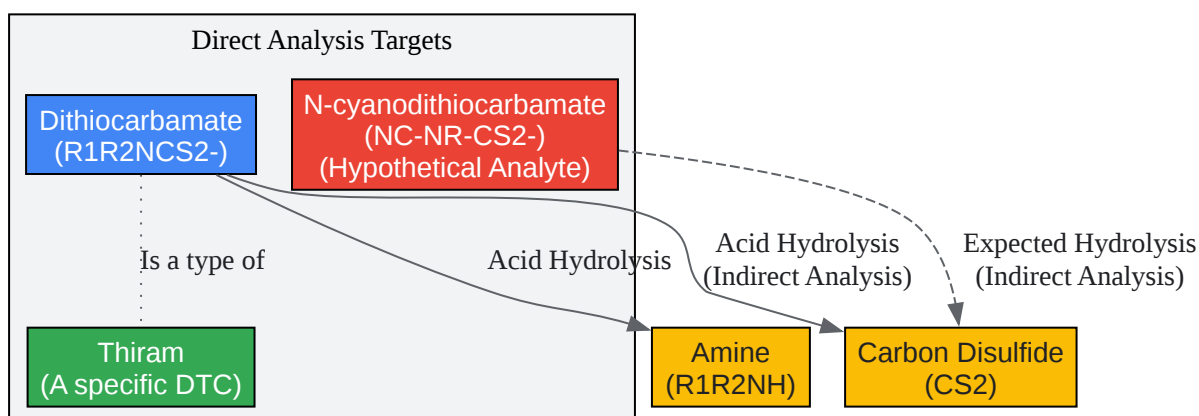 Direct Analysis Targets
Dithiocarbamate
(R1R2NCS2-)
N-cyanodithiocarbamate
(NC-NR-CS2-)
(Hypothetical Analyte)
Is a type of
Acid Hydrolysis
Acid Hydrolysis
(Indirect Analysis)
Expected Hydrolysis
(Indirect Analysis)
Thiram
(A specific DTC)
Amine
(R1R2NH)
Carbon Disulfide
(CS2)